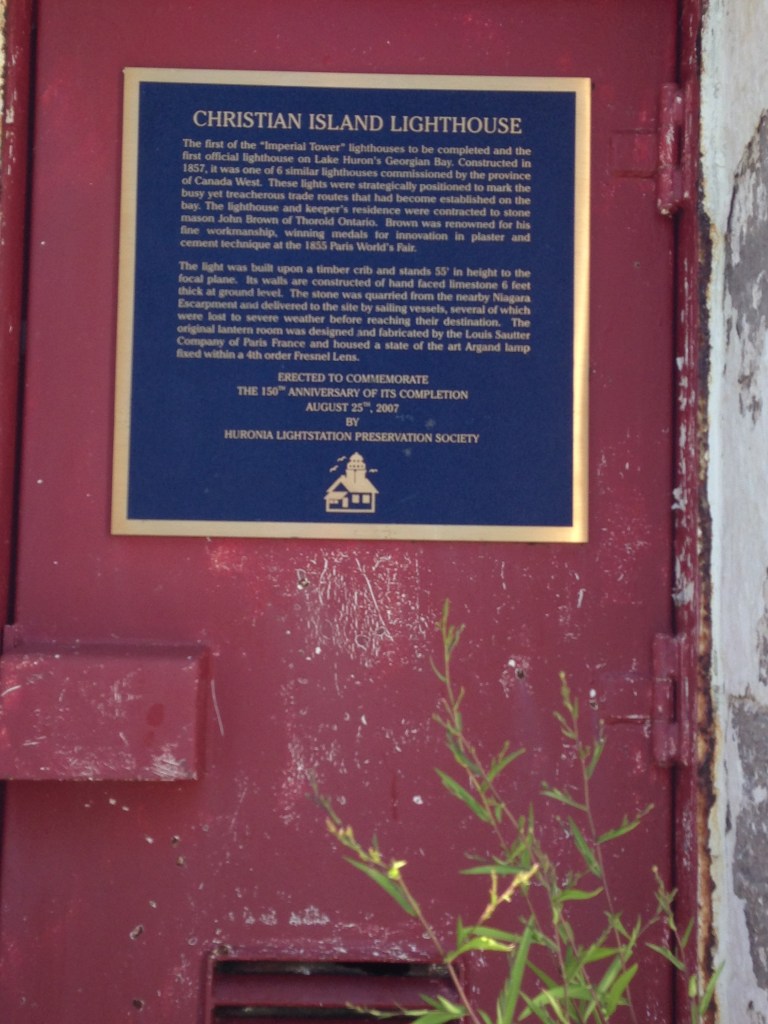 CHRISTIAN ISLAND LIGHTHOUSE
The first of the "Imperial Tower" lighthouses to be completed and the
first official lighthouse on Lake Huron's Georgian Bay. Constructed in
1857, it was one of 6 similar lighthouses commissioned by the province
of Canada West. These lights were strategically positioned to mark the
busy yet treacherous trade routes that had become established on the
bay. The lighthouse and keeper's residence were contracted to stone
mason John Brown of Thorold Ontario. Brown was renowned for his
fine workmanship, winning medals for innovation in plaster and
cement technique at the 1855 Paris World's Fair.
The light was built upon a timber crib and stands 55' in height to the
focal plane. Its walls are constructed of hand faced limestone 6 feet
thick at ground level. The stone was quarried from the nearby Niagara
Escarpment and delivered to the site by sailing vessels, several of which
were lost to severe weather before reaching their destination. The
original lantern room was designed and fabricated by the Louis Sautter
Company of Paris France and housed a state of the art Argand lamp
fixed within a 4th order Fresnel Lens.
ERECTED TO COMMEMORATE
THE 150TH ANNIVERSARY OF ITS COMPLETION
AUGUST 25TH, 2007
BY
HURONIA LIGHTSTATION PRESERVATION SOCIETY